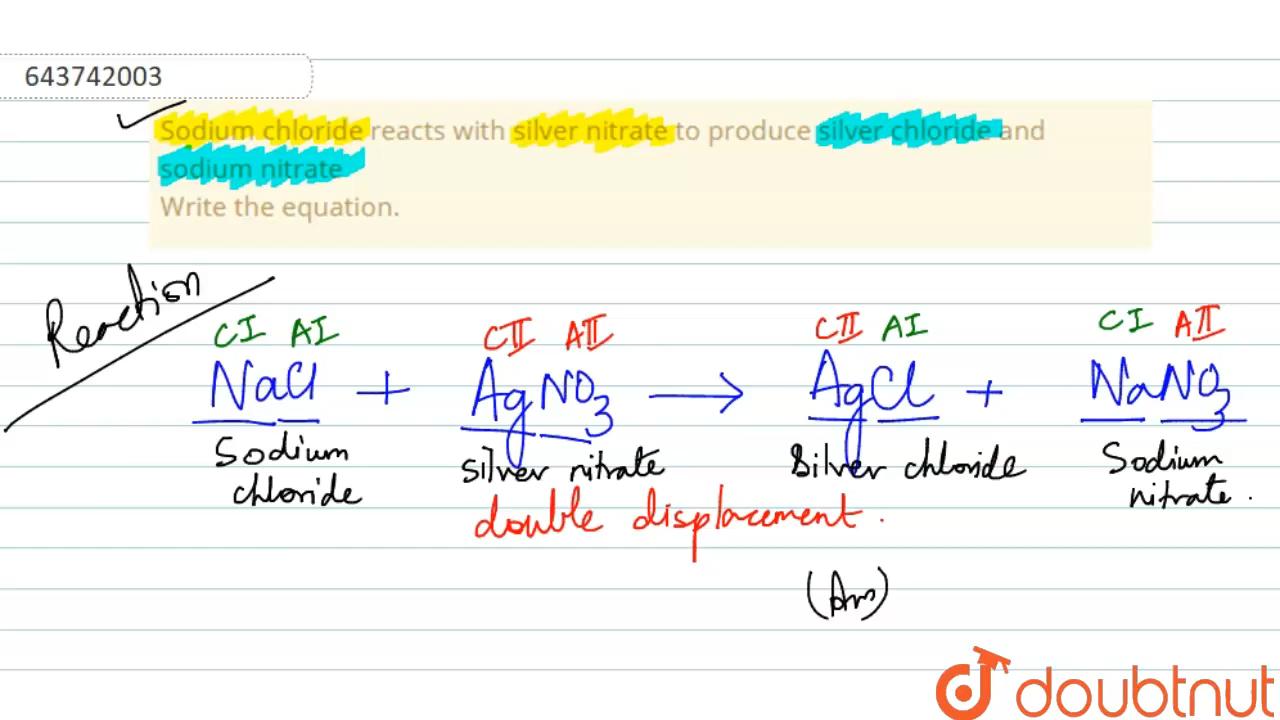 643742003
Sodium chloride reacts with silver nitrate to produce silver chloride and
sodium nitrate
Write the equation.
Reaction
CI AI CII AII CII AI CI AII
NaCl + AgNO3 → AgCl + NaNO3
Sodium chloride silver nitrate Silver chloride Sodium nitrate.
double displacement.
(Ans)
doubtnut